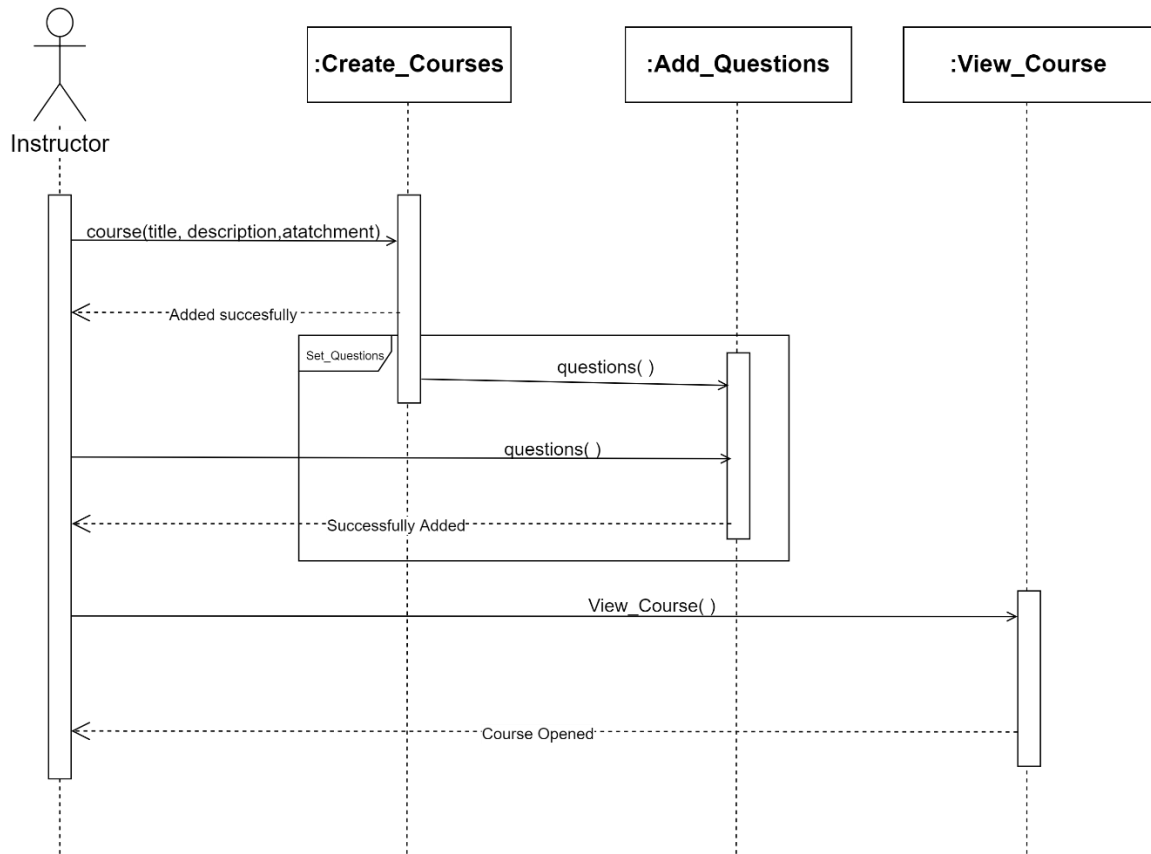 :Create_Courses
:Add_Questions
:View_Course
Instructor
course(title, description,atatchment)
Added succesfully
Set_Questions
questions( )
questions( )
Successfully Added
View_Course( )
Course Opened